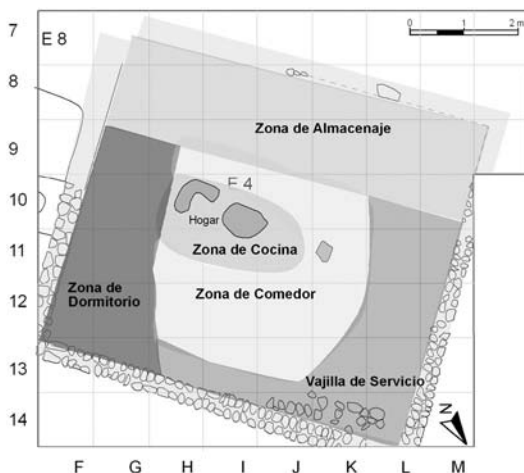 7
E 8
0 1 2 m
8
Zona de Almacenaje
9
E 4
10
Hogar
11
Zona de Cocina
Zona de
Dormitorio
Zona de Comedor
12
13
Vajilla de Servicio
N
14
F G H I J K L M